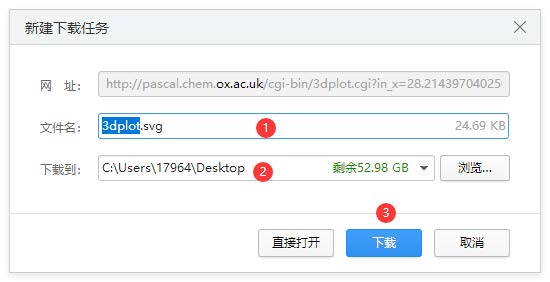 新建下载任务
网 址： http://pascal.chem.ox.ac.uk/cgi-bin/3dplot.cgi?in_x=28.21439704025
文件名： 3dplot.svg 1 24.69 KB
下载到： C:\Users\17964\Desktop 2 剩余52.98 GB 浏览...
3
直接打开 下载 取消